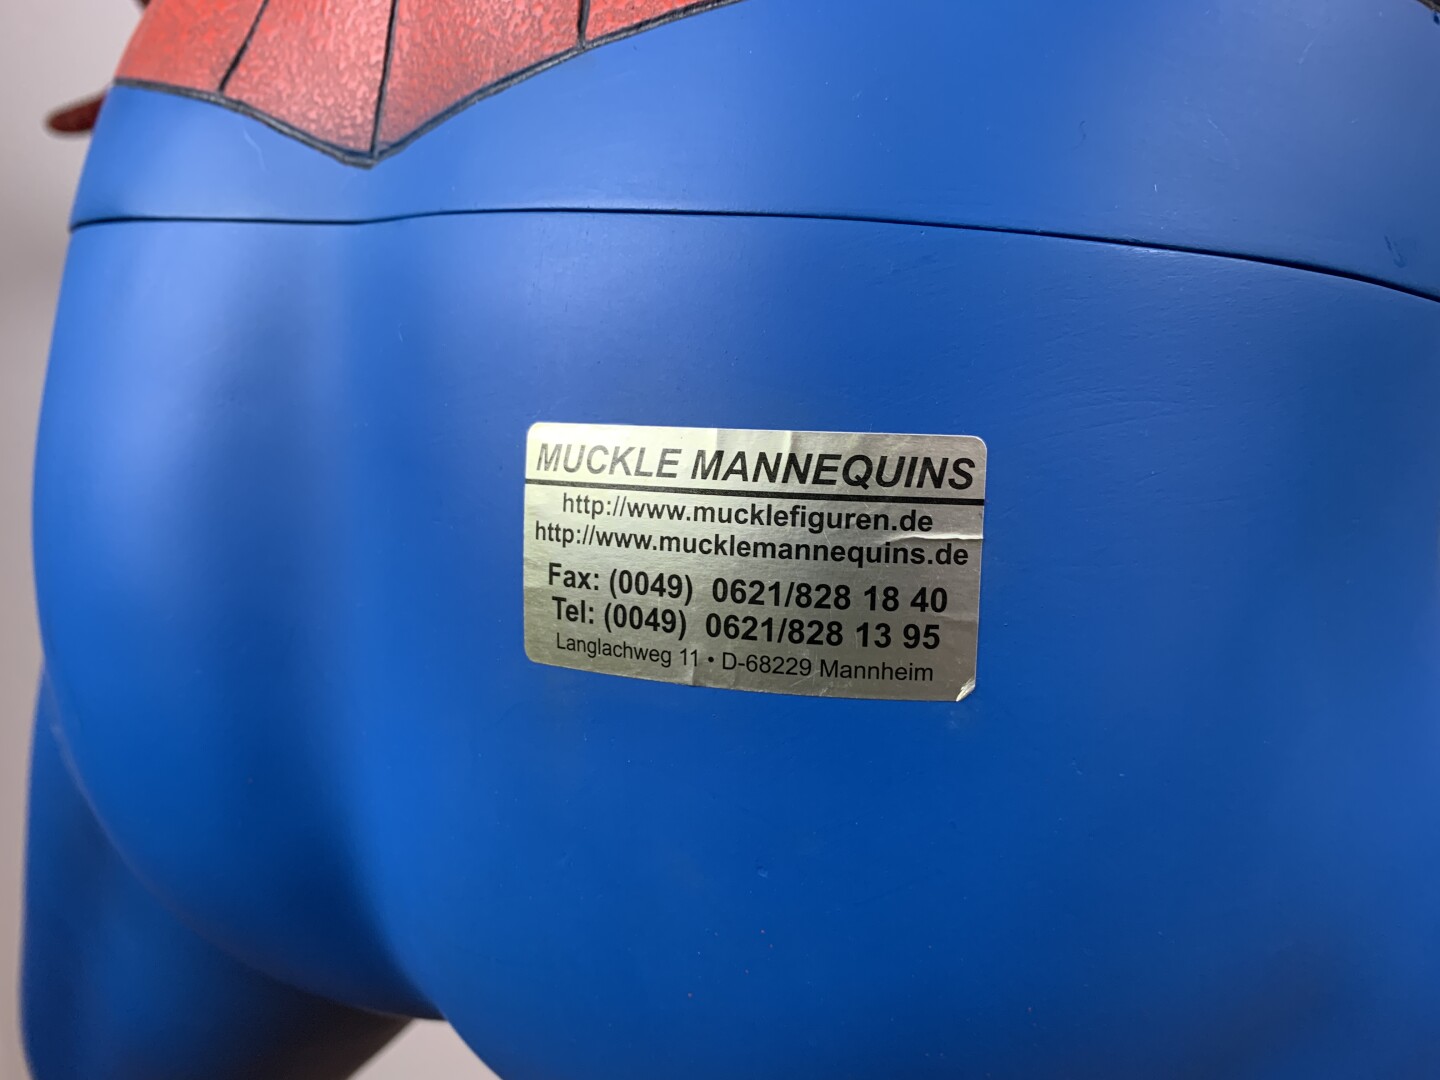 MUCKLE MANNEQUINS
http://www.mucklefiguren.de
http://www.mucklemannequins.de
Fax: (0049) 0621/828 18 40
Tel: (0049) 0621/828 13 95
Langlachweg 11 • D-68229 Mannheim